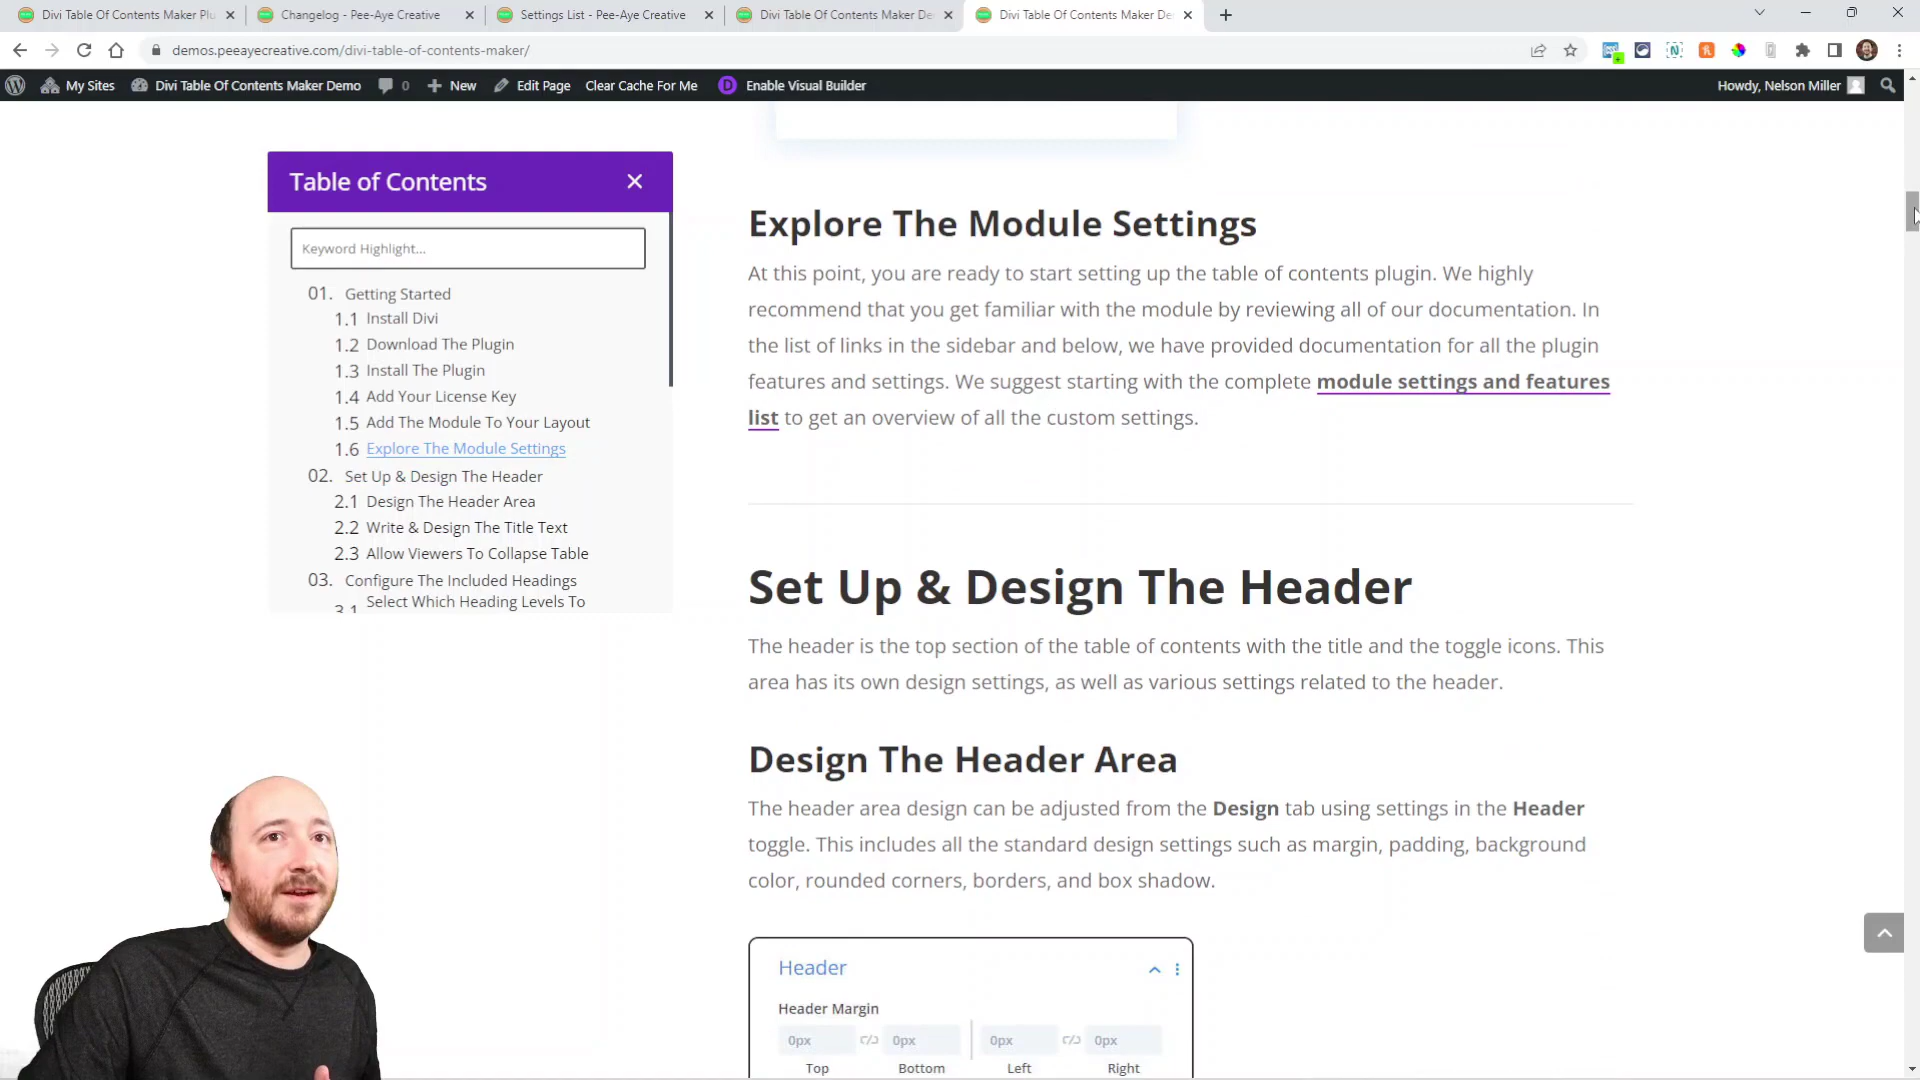 Divi Table Of Contents Maker Plu
Changelog - Pee-Aye Creative
Settings List - Pee-Aye Creative
Divi Table Of Contents Maker De
Divi Table Of Contents Maker De
demos.peeayecreative.com/divi-table-of-contents-maker/
My Sites
Divi Table Of Contents Maker Demo
0
New
Edit Page
Clear Cache For Me
D
Enable Visual Builder
Howdy, Nelson Miller
Table of Contents
Keyword Highlight...
01. Getting Started
1.1 Install Divi
1.2 Download The Plugin
1.3 Install The Plugin
1.4 Add Your License Key
1.5 Add The Module To Your Layout
1.6 Explore The Module Settings
02. Set Up & Design The Header
2.1 Design The Header Area
2.2 Write & Design The Title Text
2.3 Allow Viewers To Collapse Table
03. Configure The Included Headings
3.1 Select Which Heading Levels To
Explore The Module Settings
At this point, you are ready to start setting up the table of contents plugin. We highly
recommend that you get familiar with the module by reviewing all of our documentation. In
the list of links in the sidebar and below, we have provided documentation for all the plugin
features and settings. We suggest starting with the complete module settings and features
list to get an overview of all the custom settings.
Set Up & Design The Header
The header is the top section of the table of contents with the title and the toggle icons. This
area has its own design settings, as well as various settings related to the header.
Design The Header Area
The header area design can be adjusted from the Design tab using settings in the Header
toggle. This includes all the standard design settings such as margin, padding, background
color, rounded corners, borders, and box shadow.
Header
Header Margin
0px 0px 0px 0px
Top Bottom Left Right